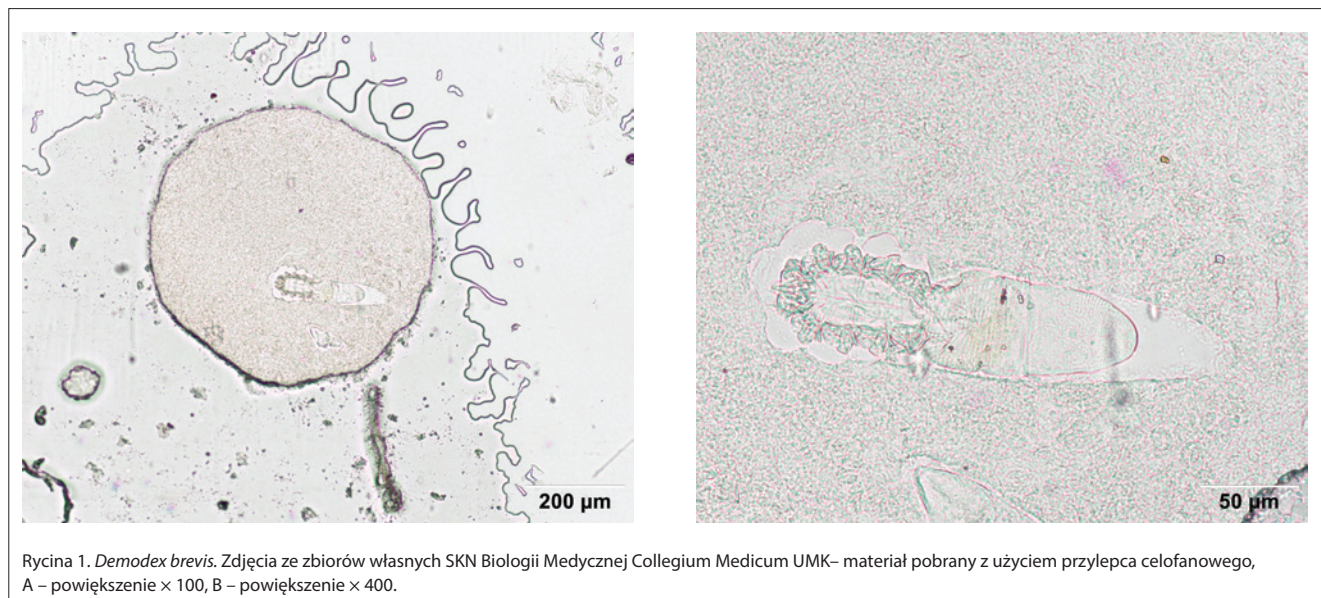 200 µm
50 µm
Rycina 1. Demodex brevis. Zdjęcia ze zbiorów własnych SKN Biologii Medycznej Collegium Medicum UMK– materiał pobrany z użyciem przylepca celofanowego,
A – powiększenie × 100, B – powiększenie × 400.